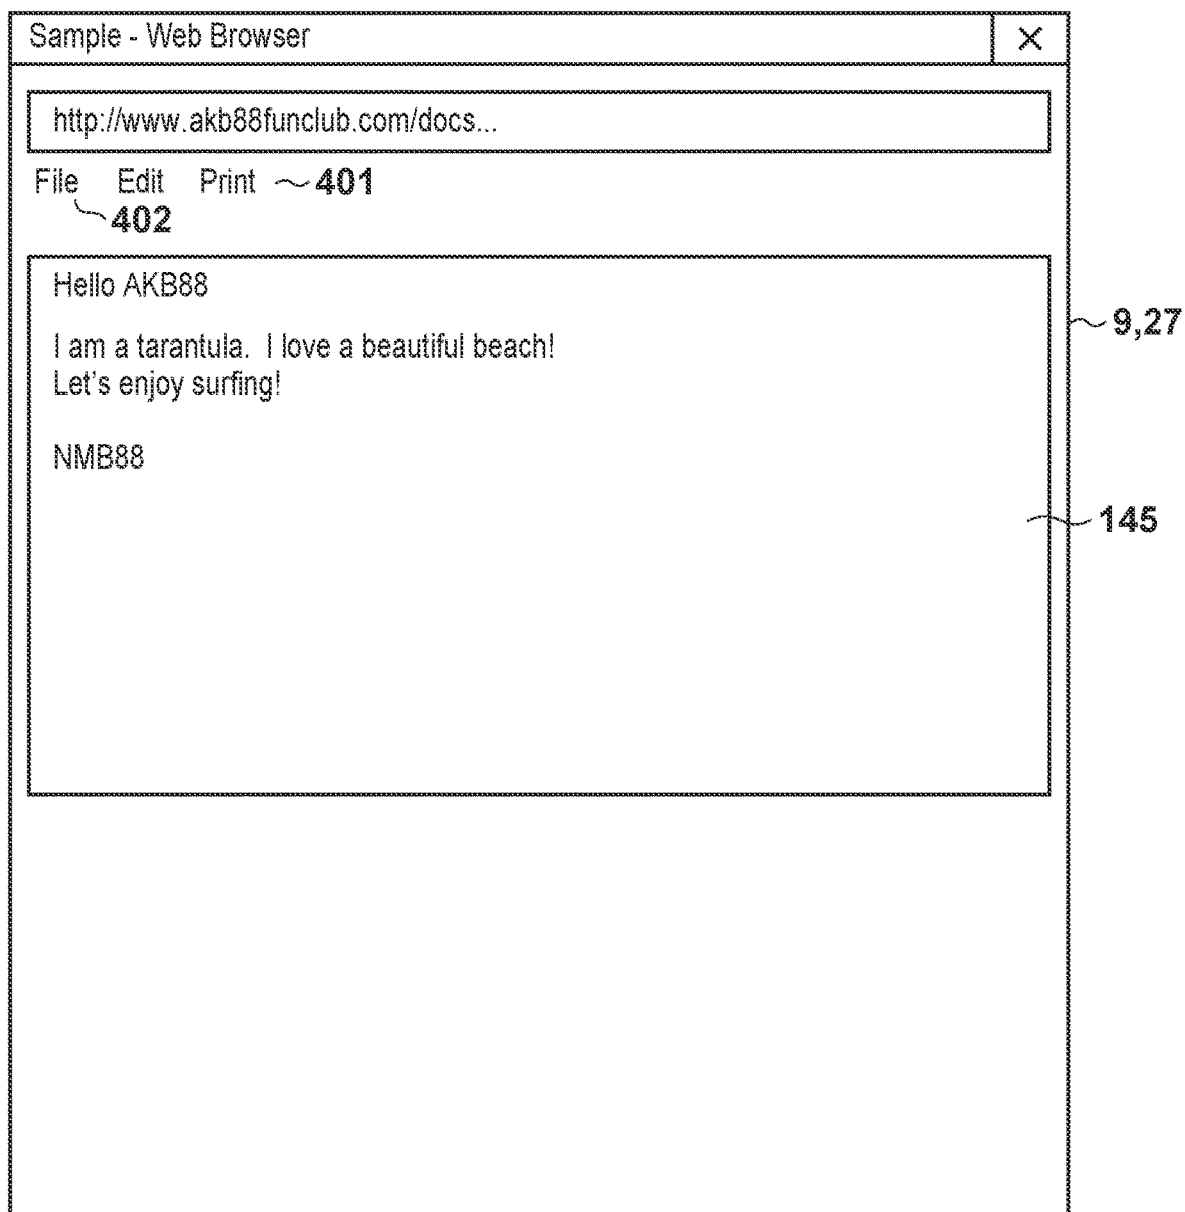 Sample - Web Browser ×
http://www.akb88funclub.com/docs...
File Edit Print 401
402
Hello AKB88
I am a tarantula. I love a beautiful beach!
9,27
Let's enjoy surfing!
NMB88
145